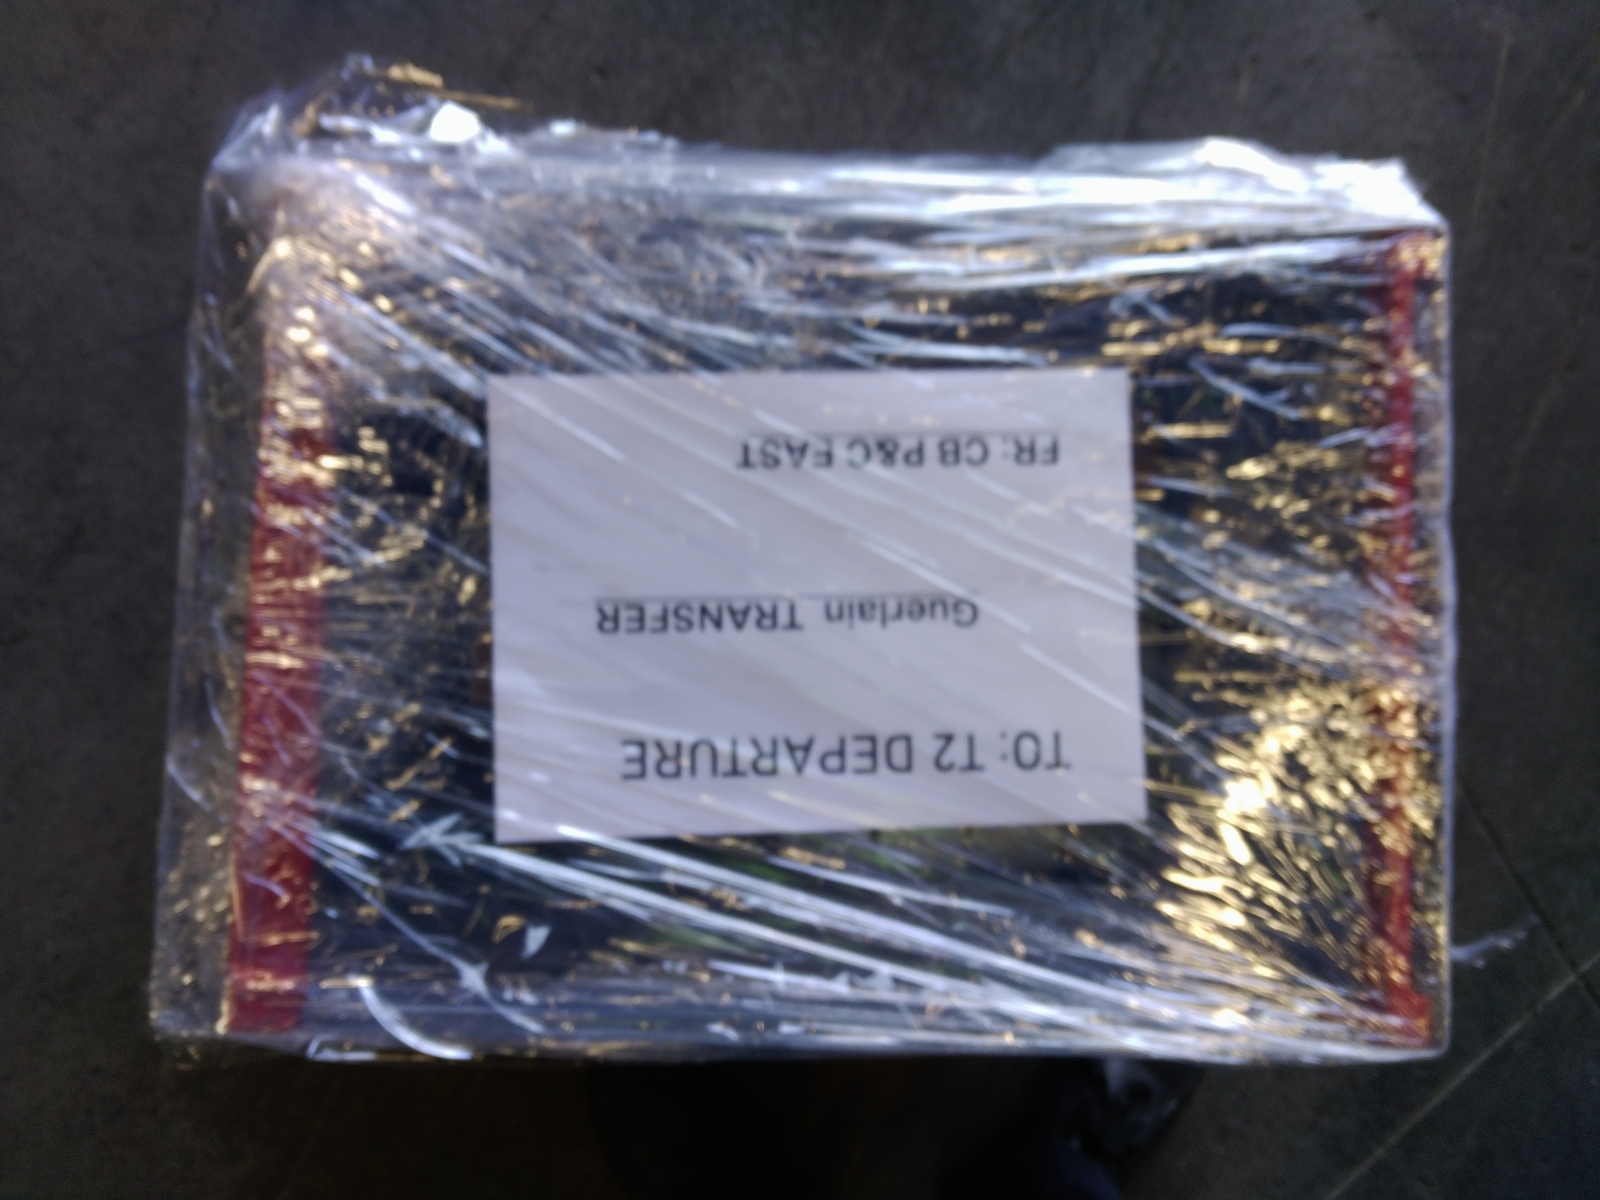 TO: T2 DEPARTURE
Guerlain TRANSFER
FR: CB P&C EAST